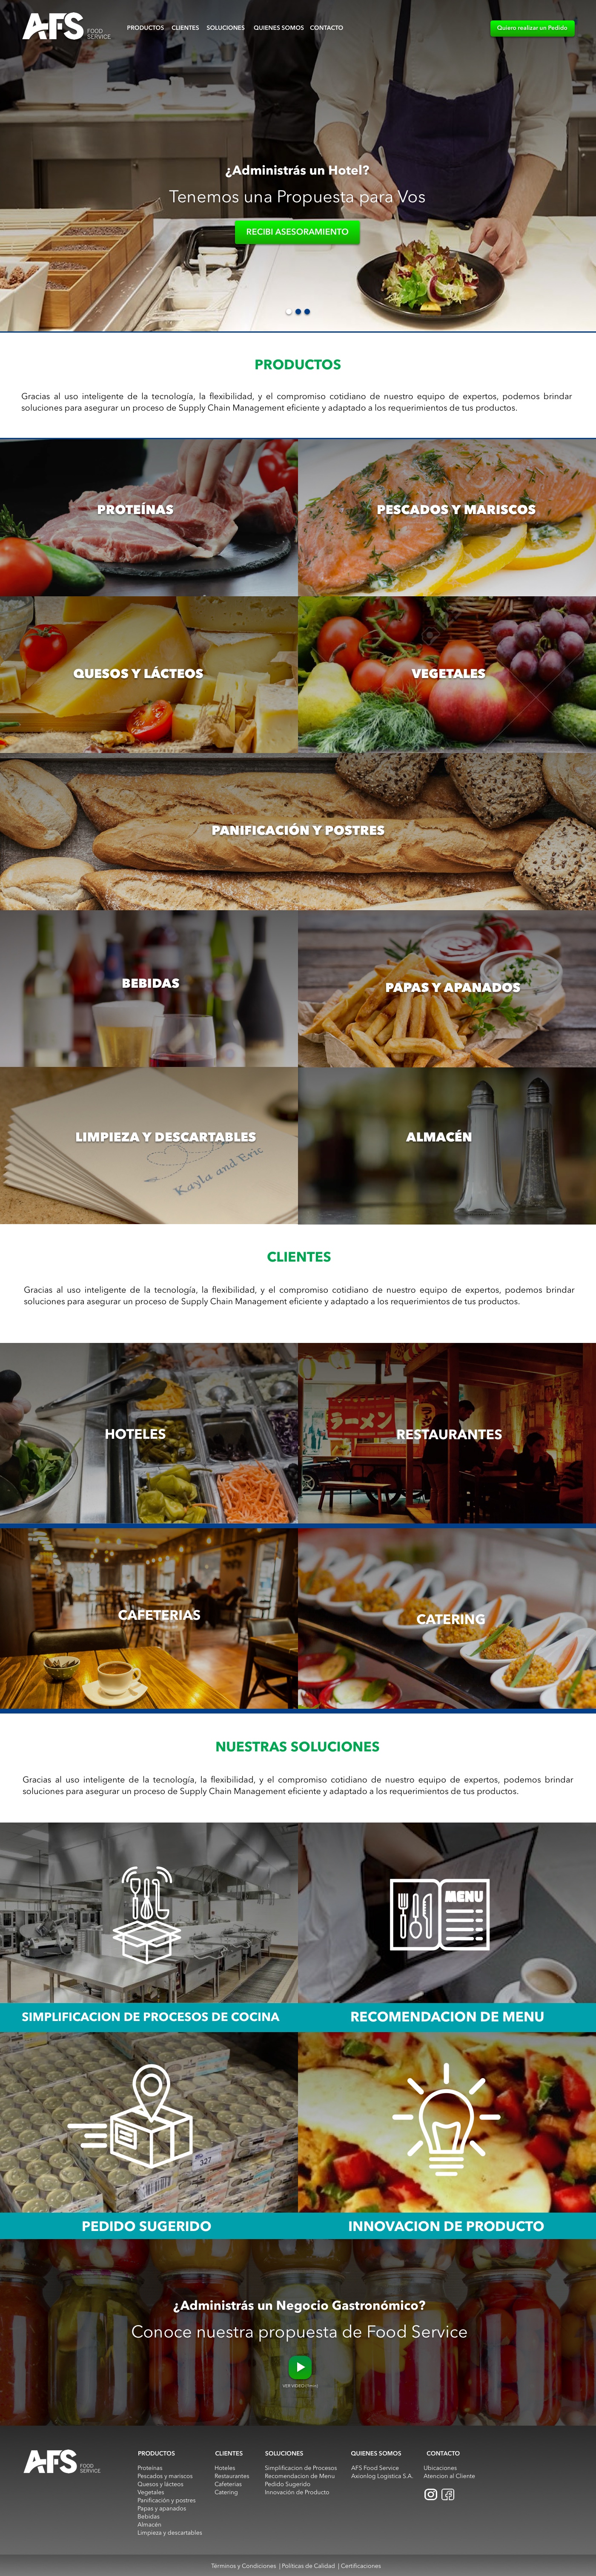 AFS FOOD
SERVICE
PRODUCTOS CLIENTES SOLUCIONES QUIENES SOMOS CONTACTO
Quiero realizar un Pedido
¿Administrás un Hotel?
Tenemos una Propuesta para Vos
RECIBI ASESORAMIENTO
PRODUCTOS
Gracias al uso inteligente de la tecnología, la flexibilidad, y el compromiso cotidiano de nuestro equipo de expertos, podemos brindar
soluciones para asegurar un proceso de Supply Chain Management eficiente y adaptado a los requerimientos de tus productos.
PROTEÍNAS
PESCADOS Y MARISCOS
QUESOS Y LÁCTEOS
VEGETALES
PANIFICACIÓN Y POSTRES
BEBIDAS
PAPAS Y APANADOS
LIMPIEZA Y DESCARTABLES
Kayla and Eric
ALMACÉN
CLIENTES
Gracias al uso inteligente de la tecnología, la flexibilidad, y el compromiso cotidiano de nuestro equipo de expertos, podemos brindar
soluciones para asegurar un proceso de Supply Chain Management eficiente y adaptado a los requerimientos de tus productos.
HOTELES
ラーメン
RESTAURANTES
CAFETERIAS
CATERING
NUESTRAS SOLUCIONES
Gracias al uso inteligente de la tecnología, la flexibilidad, y el compromiso cotidiano de nuestro equipo de expertos, podemos brindar
soluciones para asegurar un proceso de Supply Chain Management eficiente y adaptado a los requerimientos de tus productos.
MENU
SIMPLIFICACION DE PROCESOS DE COCINA
RECOMENDACION DE MENU
327
PEDIDO SUGERIDO
INNOVACION DE PRODUCTO
¿Administrás un Negocio Gastronómico?
Conoce nuestra propuesta de Food Service
AFS FOOD
SERVICE
PRODUCTOS
Proteínas
Pescados y mariscos
Quesos y lácteos
Vegetales
Panificación y postres
Papas y apanados
Bebidas
Almacén
Limpieza y descartables
CLIENTES
Hoteles
Restaurantes
Cafeterias
Catering
SOLUCIONES
Simplificacion de Procesos
Recomendacion de Menu
Pedido Sugerido
Innovación de Producto
QUIENES SOMOS
AFS Food Service
Axionlog Logistica S.A.
CONTACTO
Ubicaciones
Atencion al Cliente
Términos y Condiciones | Políticas de Calidad | Certificaciones